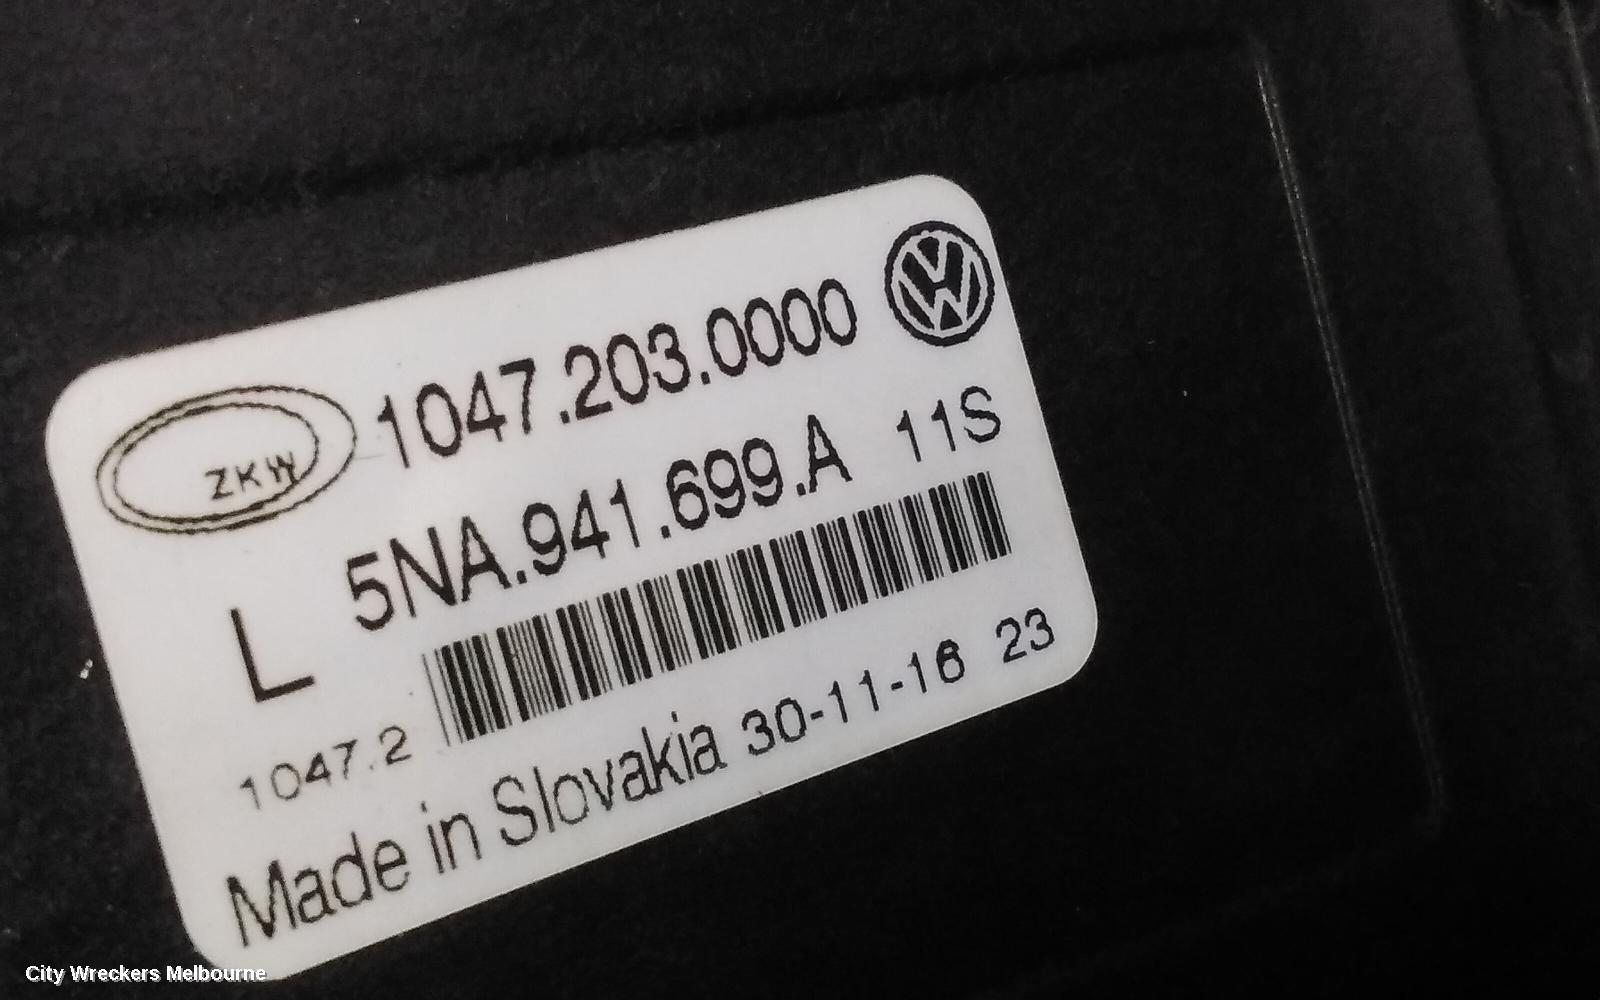 1047.203.0000
ZKW
5NA.941.699.A 11S
L
1047.2
Made in Slovakia 30-11-16 23
City Wreckers Melbourne